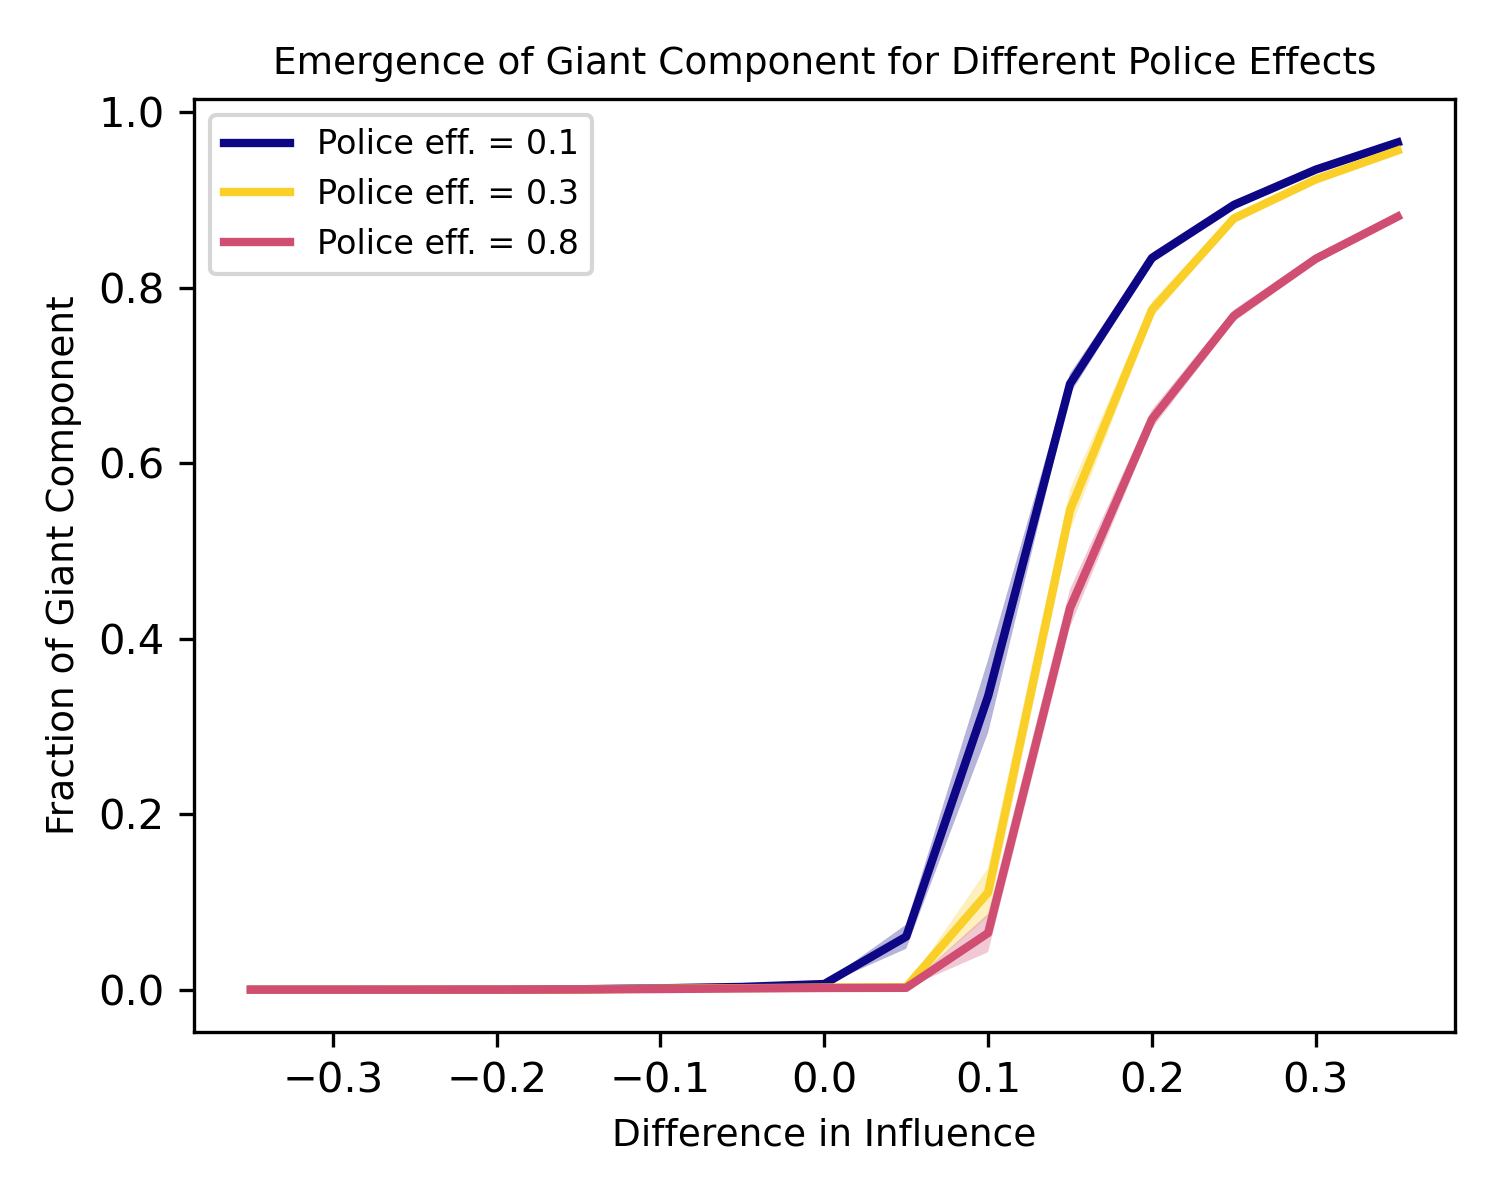 Emergence of Giant Component for Different Police Effects
Police eff. = 0.1
Police eff. = 0.3
Police eff. = 0.8
Fraction of Giant Component
1.0
0.8
0.6
0.4
0.2
0.0
−0.3 −0.2 −0.1 0.0 0.1 0.2 0.3
Difference in Influence